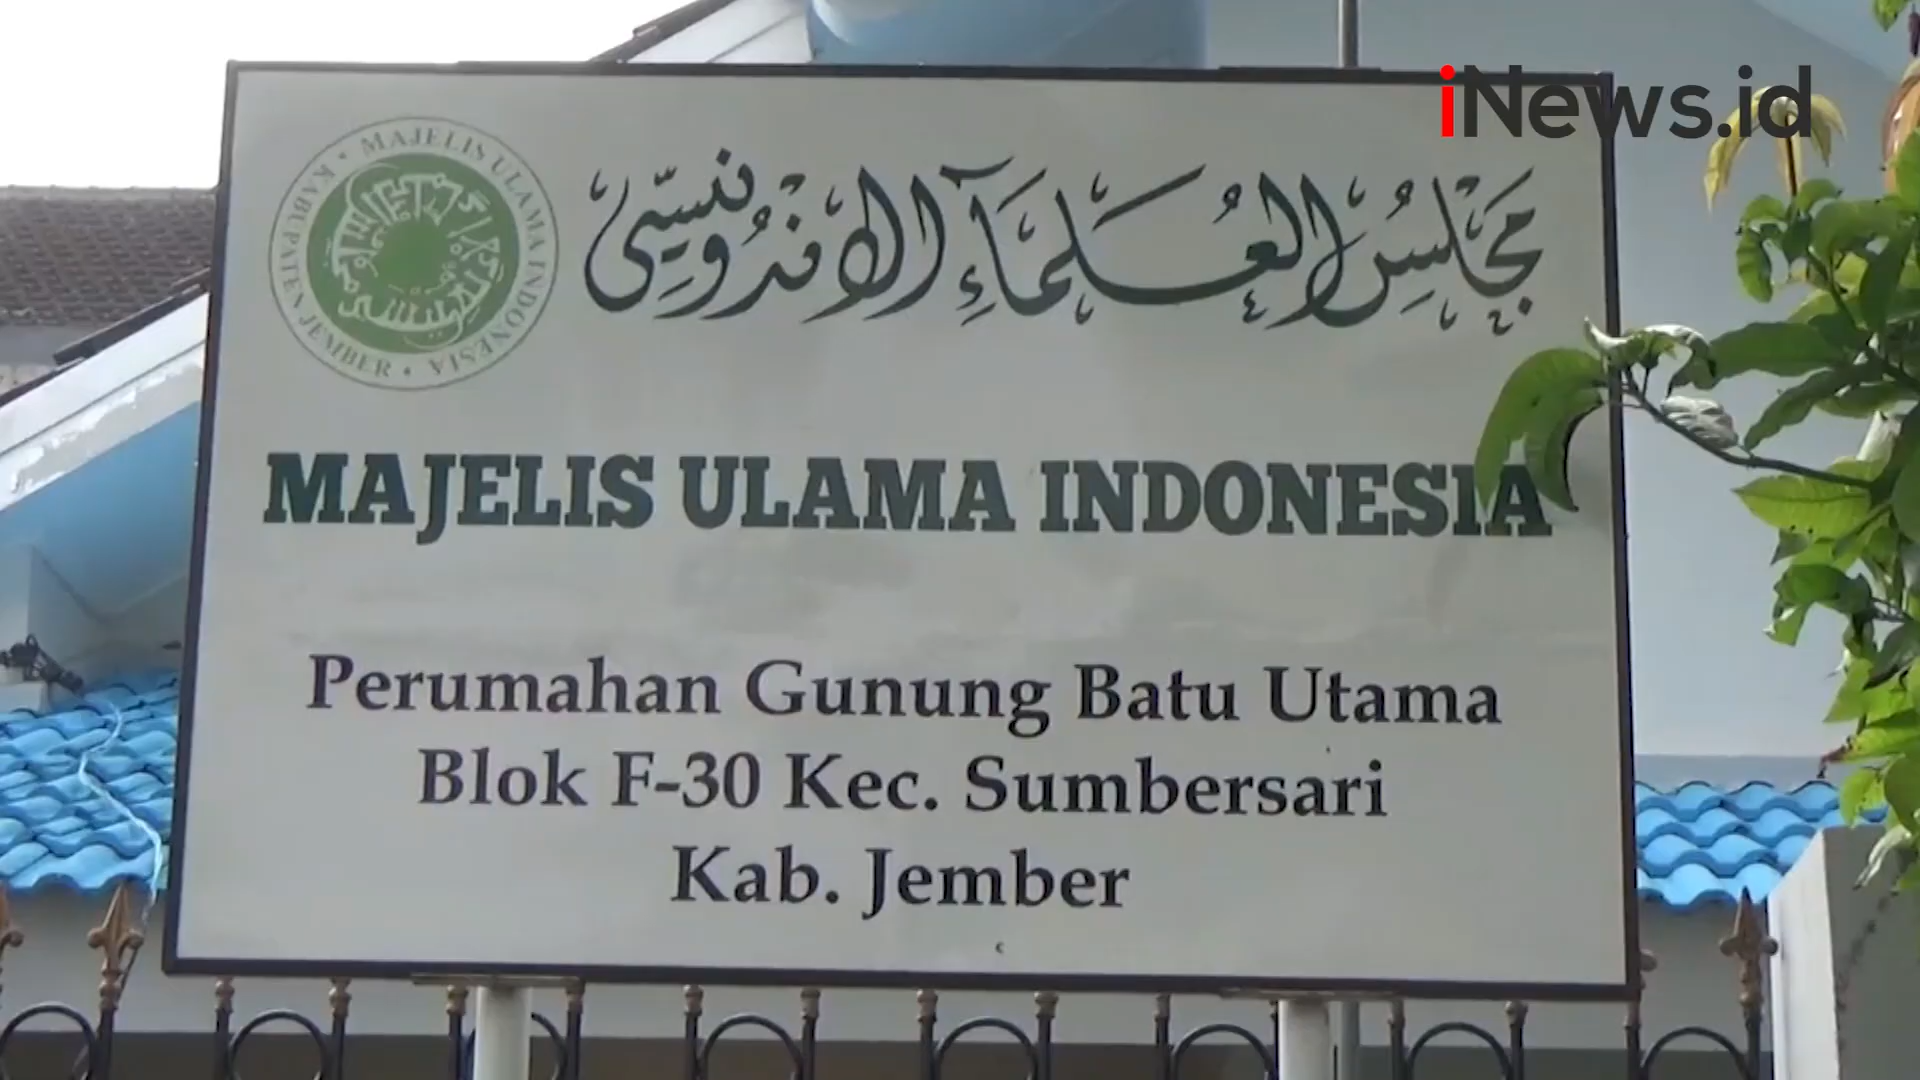 iNews.id
MAJELIS ULAMA INDONESIA
KABUPATEN JEMBER
مجلس العلماء الاندونيسي
MAJELIS ULAMA INDONESIA
Perumahan Gunung Batu Utama
Blok F-30 Kec. Sumbersari
Kab. Jember